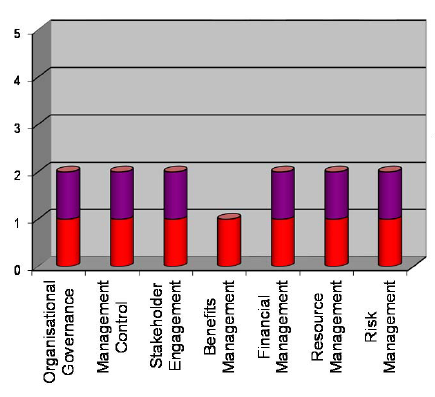 5
4
3
2
1
0
Organisational
Governance
Management
Control
Stakeholder
Engagement
Benefits
Management
Financial
Management
Resource
Management
Risk
Management